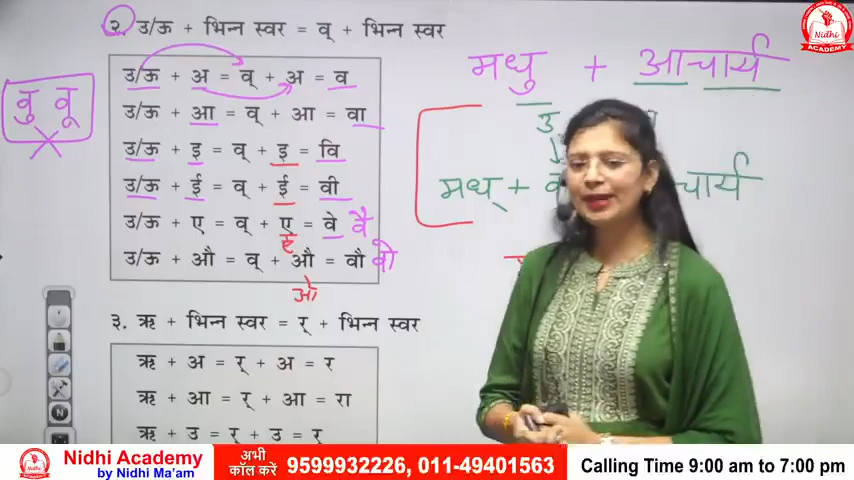 २. उ/ऊ + भिन्न स्वर = व् + भिन्न स्वर
उ/ऊ + अ = व् + अ = व
उ/ऊ + आ = व् + आ = वा
उ/ऊ + इ = व् + इ = वि
उ/ऊ + ई = व् + ई = वी
उ/ऊ + ए = व् + ए = वे वै
ऐ
उ/ऊ + औ = व् + औ = वौ वो
ओ
वु वू
३. ऋ + भिन्न स्वर = र् + भिन्न स्वर
ऋ + अ = र् + अ = र
ऋ + आ = र् + आ = रा
ऋ + उ = र् + उ = र्
मधु + आचार्य
उ
मध् + चार्य
Nidhi
ACADEMY
N
Nidhi Academy
by Nidhi Ma'am
अभी
कॉल करें
9599932226, 011-49401563
Calling Time 9:00 am to 7:00 pm